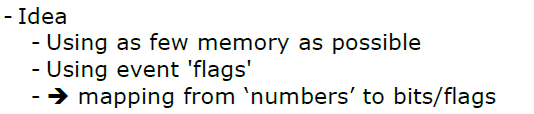 - Idea
- Using as few memory as possible
- Using event 'flags'
- ➔ mapping from ‘numbers’ to bits/flags